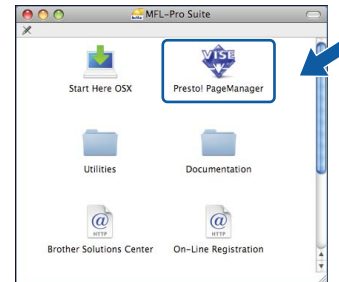 MFL-Pro Suite
Start Here OSX
VISE
Presto! PageManager
Utilities
Documentation
@
HTTP
@
HTTP
Brother Solutions Center
On-Line Registration